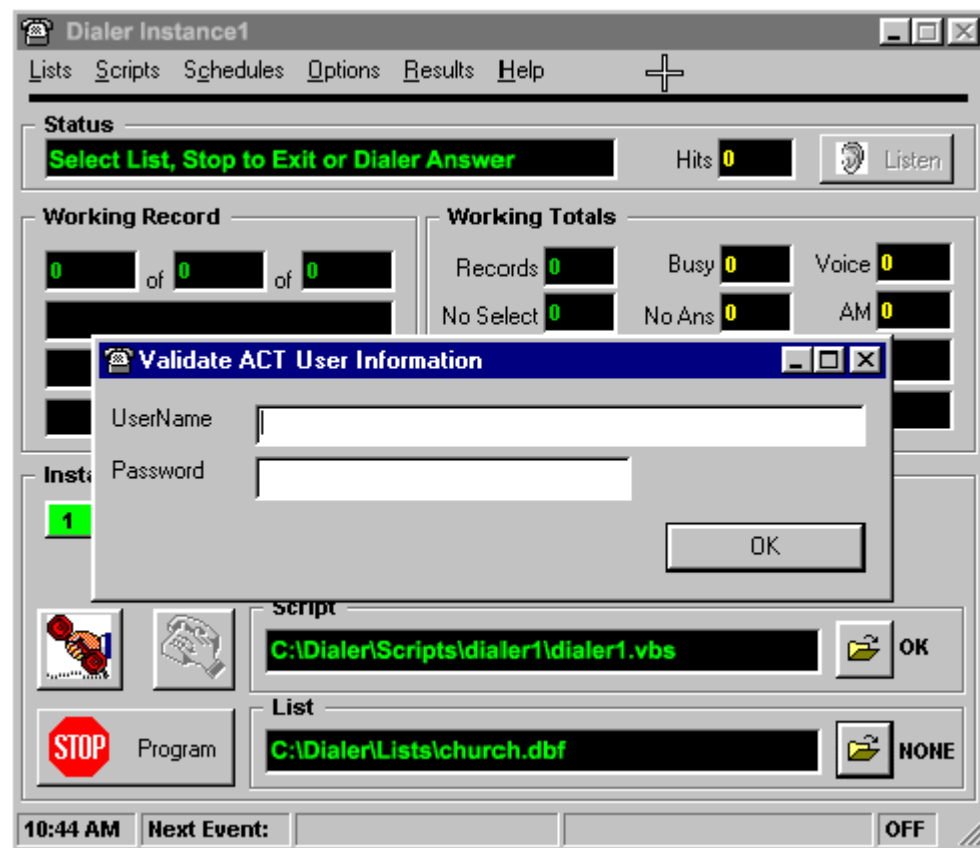 Dialer Instance1
Lists Scripts Schedules Options Results Help
Status
Select List, Stop to Exit or Dialer Answer Hits 0 Listen
Working Record Working Totals
0 of 0 of 0 Records 0 Busy 0 Voice 0
No Select 0 No Ans 0 AM 0
Validate ACT User Information
UserName
Password
Insta
1
OK
Script
C:\Dialer\Scripts\dialer1\dialer1.vbs OK
List
STOP Program C:\Dialer\Lists\church.dbf NONE
10:44 AM Next Event: OFF